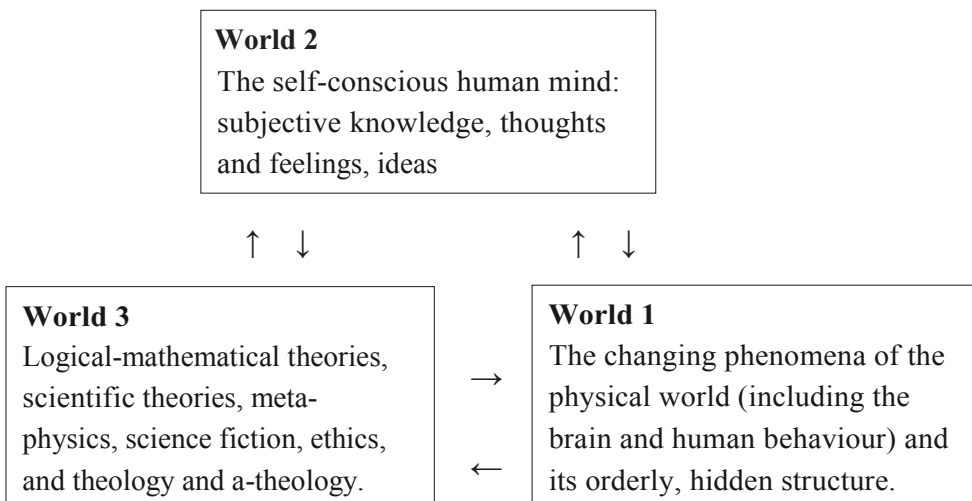 World 2
The self-conscious human mind:
subjective knowledge, thoughts
and feelings, ideas
↑ ↓ ↑ ↓
World 3
Logical-mathematical theories,
scientific theories, meta-
physics, science fiction, ethics,
and theology and a-theology.
→
←
World 1
The changing phenomena of the
physical world (including the
brain and human behaviour) and
its orderly, hidden structure.